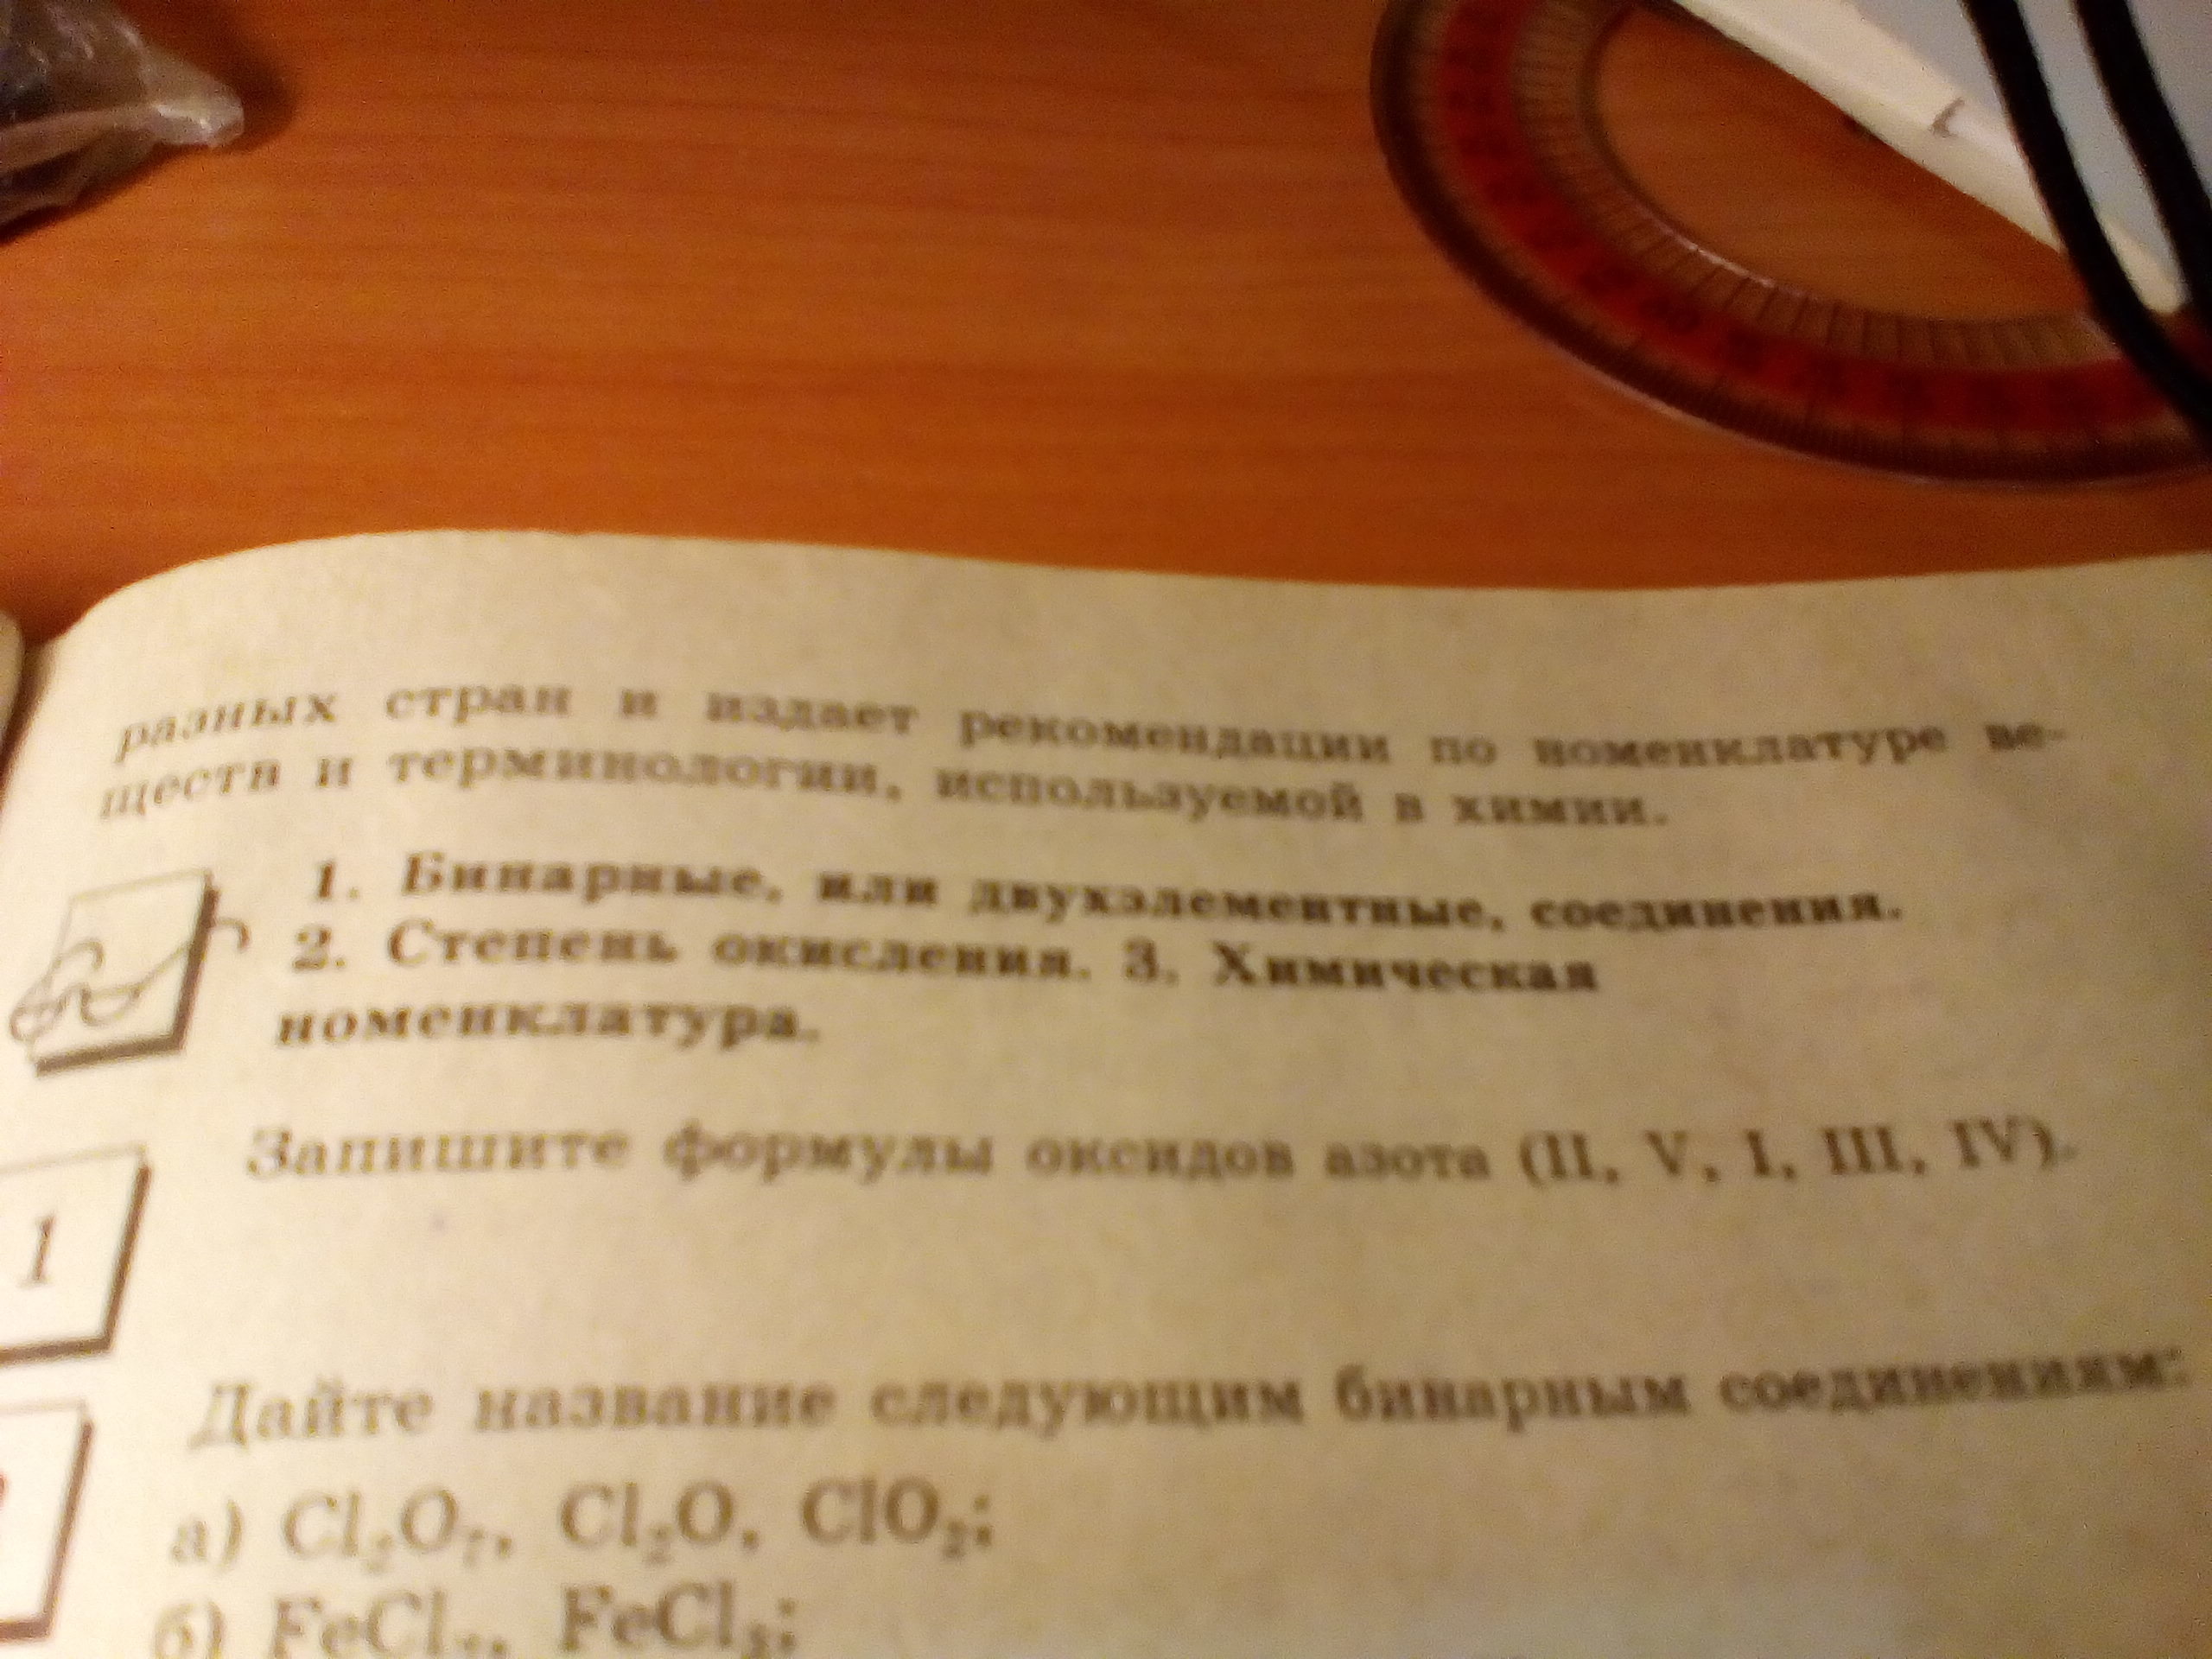 разных стран и издает рекомендации по номенклатуре ве-
ществ и терминологии, используемой в химии.
1. Бинарные, или двухэлементные, соединения.
2. Степень окисления. 3. Химическая
номенклатура.
1
Запишите формулы оксидов азота (II, V, I, III, IV).
Дайте название следующим бинарным соединениям:
а) Cl₂O₇, Cl₂O, ClO₂;
б) FeCl₂, FeCl₃;